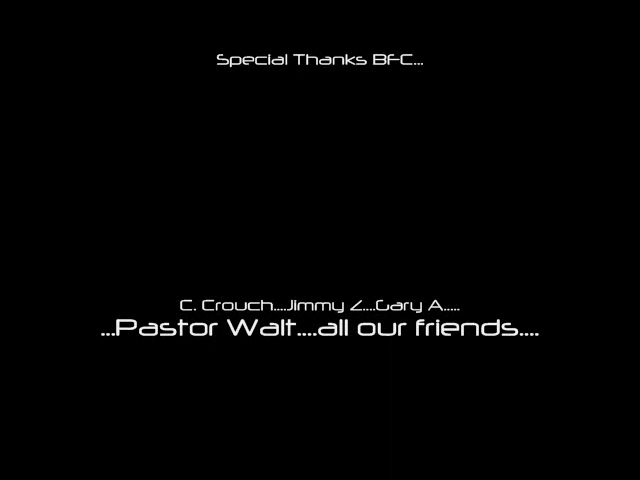 Special Thanks BFC...
C. Crouch....Jimmy Z....Gary A.....
...Pastor Walt....all our friends....